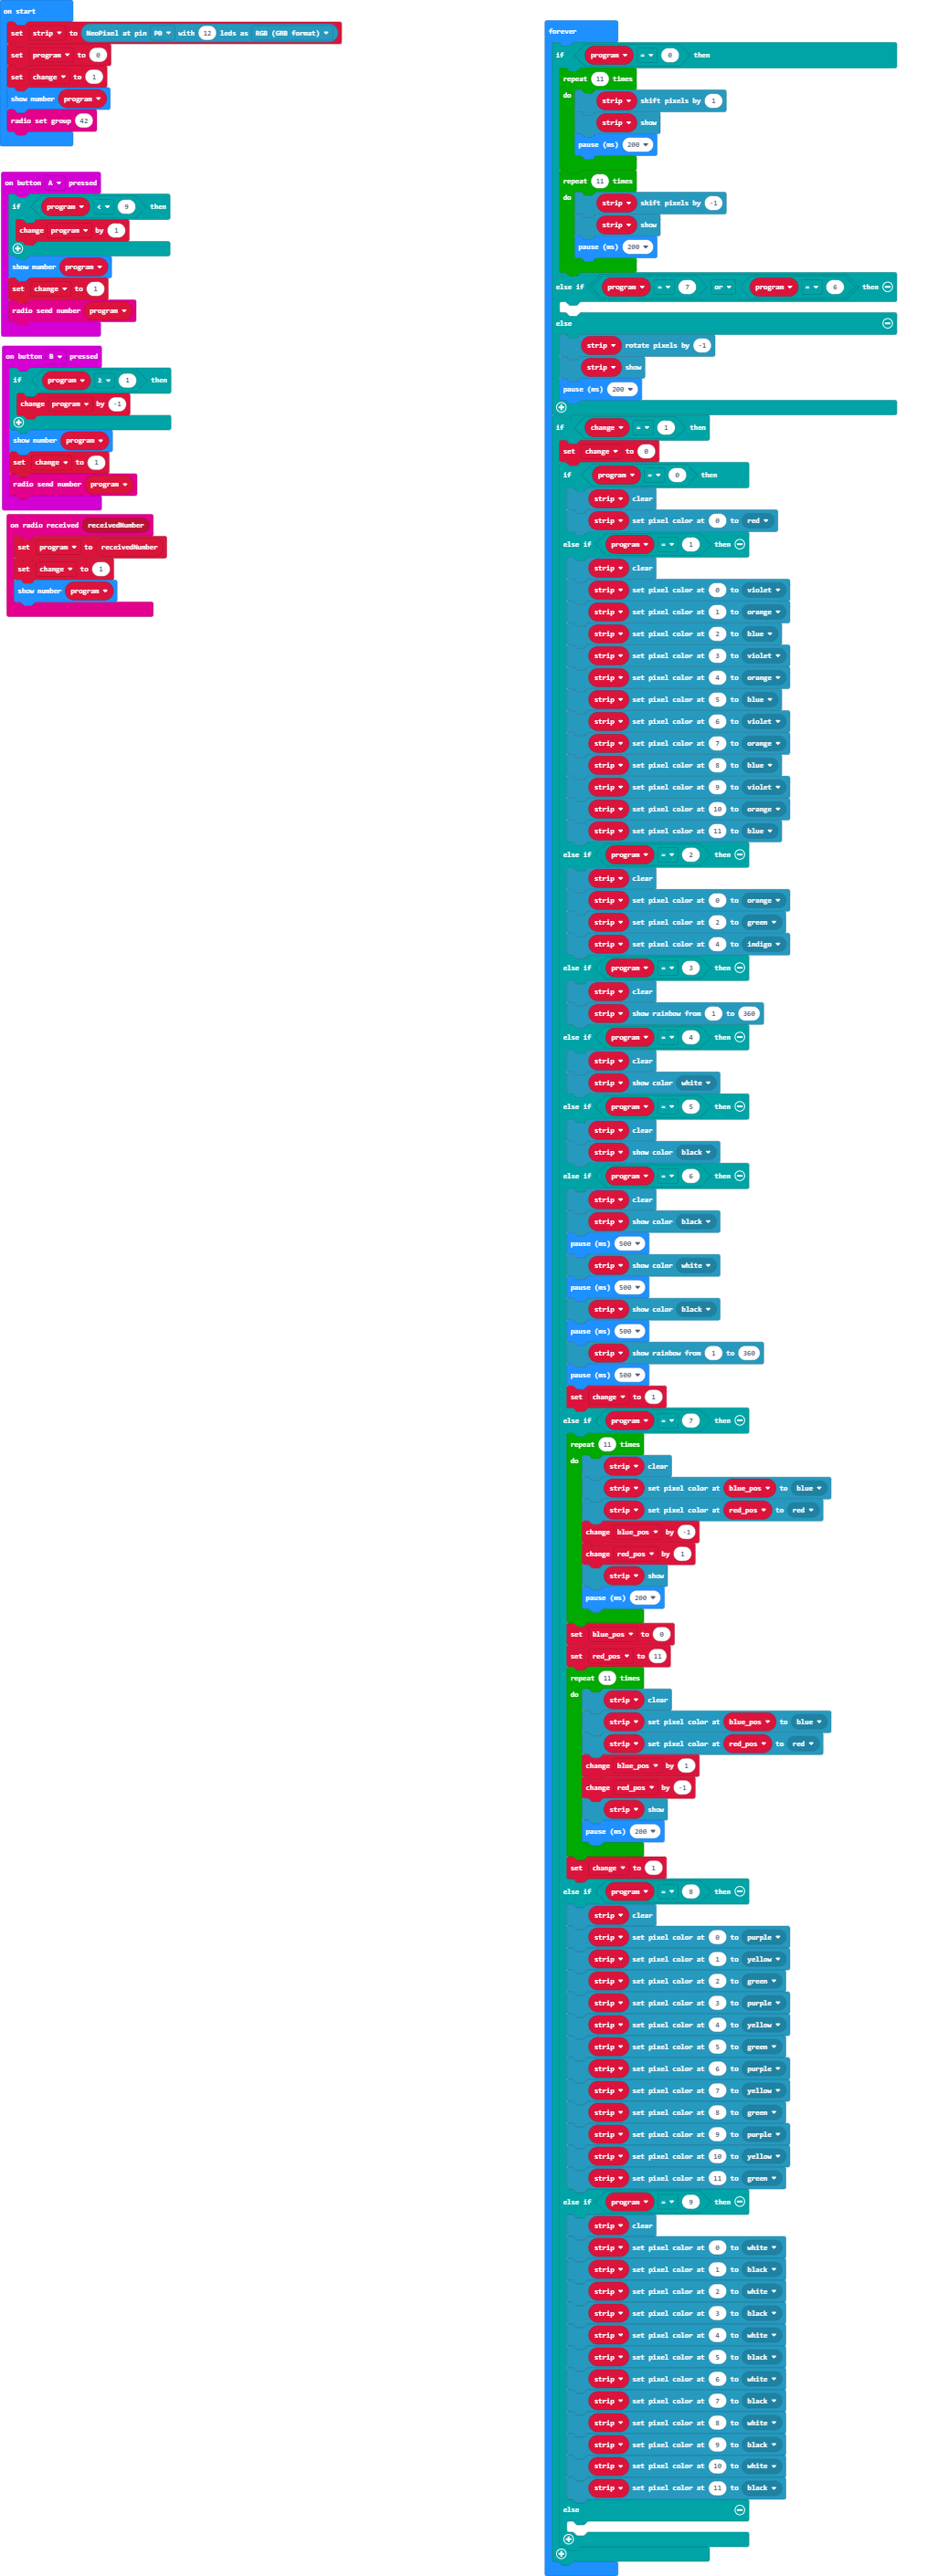 on start
set strip to NeoPixel at pin P0 with 12 leds as RGB (GRB format)
set program to 0
set change to 1
show number program
radio set group 42
on button A pressed
if program < 9 then
change program by 1
show number program
set change to 1
radio send number program
on button B pressed
if program ≥ 1 then
change program by -1
show number program
set change to 1
radio send number program
on radio received receivedNumber
set program to receivedNumber
set change to 1
show number program
forever
if program = 0 then
repeat 11 times
do strip shift pixels by 1
strip show
pause (ms) 200
repeat 11 times
do strip shift pixels by -1
strip show
pause (ms) 200
else if program = 7 or program = 6 then
else
strip rotate pixels by -1
strip show
pause (ms) 200
if change = 1 then
set change to 0
if program = 0 then
strip clear
strip set pixel color at 0 to red
else if program = 1 then
strip clear
strip set pixel color at 0 to violet
strip set pixel color at 1 to orange
strip set pixel color at 2 to blue
strip set pixel color at 3 to violet
strip set pixel color at 4 to orange
strip set pixel color at 5 to blue
strip set pixel color at 6 to violet
strip set pixel color at 7 to orange
strip set pixel color at 8 to blue
strip set pixel color at 9 to violet
strip set pixel color at 10 to orange
strip set pixel color at 11 to blue
else if program = 2 then
strip clear
strip set pixel color at 0 to orange
strip set pixel color at 2 to green
strip set pixel color at 4 to indigo
else if program = 3 then
strip clear
strip show rainbow from 1 to 360
else if program = 4 then
strip clear
strip show color white
else if program = 5 then
strip clear
strip show color black
else if program = 6 then
strip clear
strip show color black
pause (ms) 500
strip show color white
pause (ms) 500
strip show color black
pause (ms) 500
strip show rainbow from 1 to 360
pause (ms) 500
set change to 1
else if program = 7 then
repeat 11 times
do strip clear
strip set pixel color at blue_pos to blue
strip set pixel color at red_pos to red
change blue_pos by -1
change red_pos by 1
strip show
pause (ms) 200
set blue_pos to 0
set red_pos to 11
repeat 11 times
do strip clear
strip set pixel color at blue_pos to blue
strip set pixel color at red_pos to red
change blue_pos by 1
change red_pos by -1
strip show
pause (ms) 200
set change to 1
else if program = 8 then
strip clear
strip set pixel color at 0 to purple
strip set pixel color at 1 to yellow
strip set pixel color at 2 to green
strip set pixel color at 3 to purple
strip set pixel color at 4 to yellow
strip set pixel color at 5 to green
strip set pixel color at 6 to purple
strip set pixel color at 7 to yellow
strip set pixel color at 8 to green
strip set pixel color at 9 to purple
strip set pixel color at 10 to yellow
strip set pixel color at 11 to green
else if program = 9 then
strip clear
strip set pixel color at 0 to white
strip set pixel color at 1 to black
strip set pixel color at 2 to white
strip set pixel color at 3 to black
strip set pixel color at 4 to white
strip set pixel color at 5 to black
strip set pixel color at 6 to white
strip set pixel color at 7 to black
strip set pixel color at 8 to white
strip set pixel color at 9 to black
strip set pixel color at 10 to white
strip set pixel color at 11 to black
else